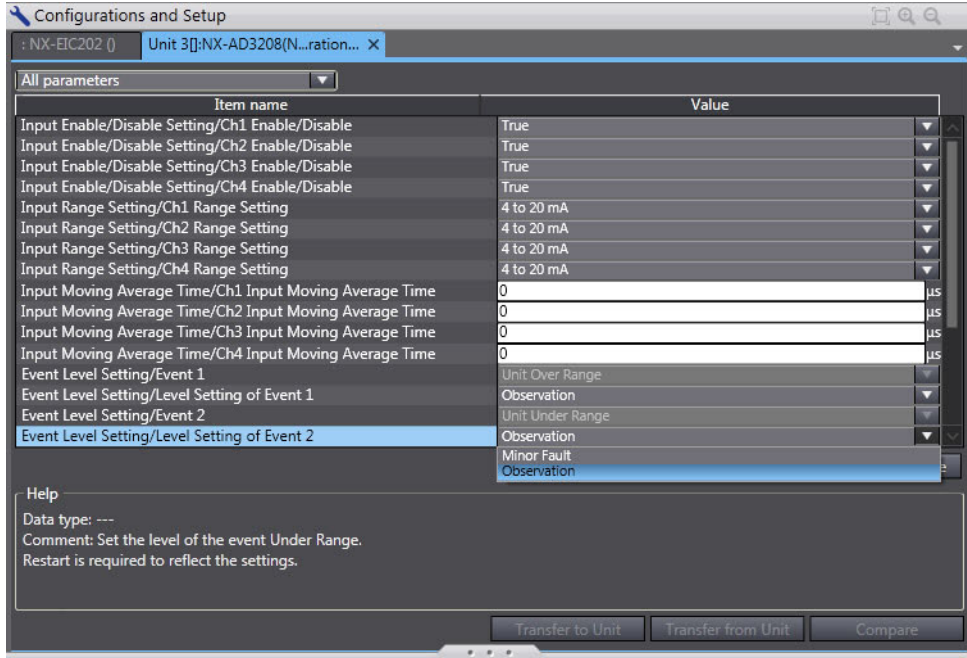 Configurations and Setup
: NX-EIC202 () Unit 3[]:NX-AD3208(N...ration... X
All parameters
Item name Value
Input Enable/Disable Setting/Ch1 Enable/Disable True
Input Enable/Disable Setting/Ch2 Enable/Disable True
Input Enable/Disable Setting/Ch3 Enable/Disable True
Input Enable/Disable Setting/Ch4 Enable/Disable True
Input Range Setting/Ch1 Range Setting 4 to 20 mA
Input Range Setting/Ch2 Range Setting 4 to 20 mA
Input Range Setting/Ch3 Range Setting 4 to 20 mA
Input Range Setting/Ch4 Range Setting 4 to 20 mA
Input Moving Average Time/Ch1 Input Moving Average Time 0 µs
Input Moving Average Time/Ch2 Input Moving Average Time 0 µs
Input Moving Average Time/Ch3 Input Moving Average Time 0 µs
Input Moving Average Time/Ch4 Input Moving Average Time 0 µs
Event Level Setting/Event 1 Unit Over Range
Event Level Setting/Level Setting of Event 1 Observation
Event Level Setting/Event 2 Unit Under Range
Event Level Setting/Level Setting of Event 2 Observation
Minor Fault
Observation
Help
Data type: ---
Comment: Set the level of the event Under Range.
Restart is required to reflect the settings.
Transfer to Unit Transfer from Unit Compare